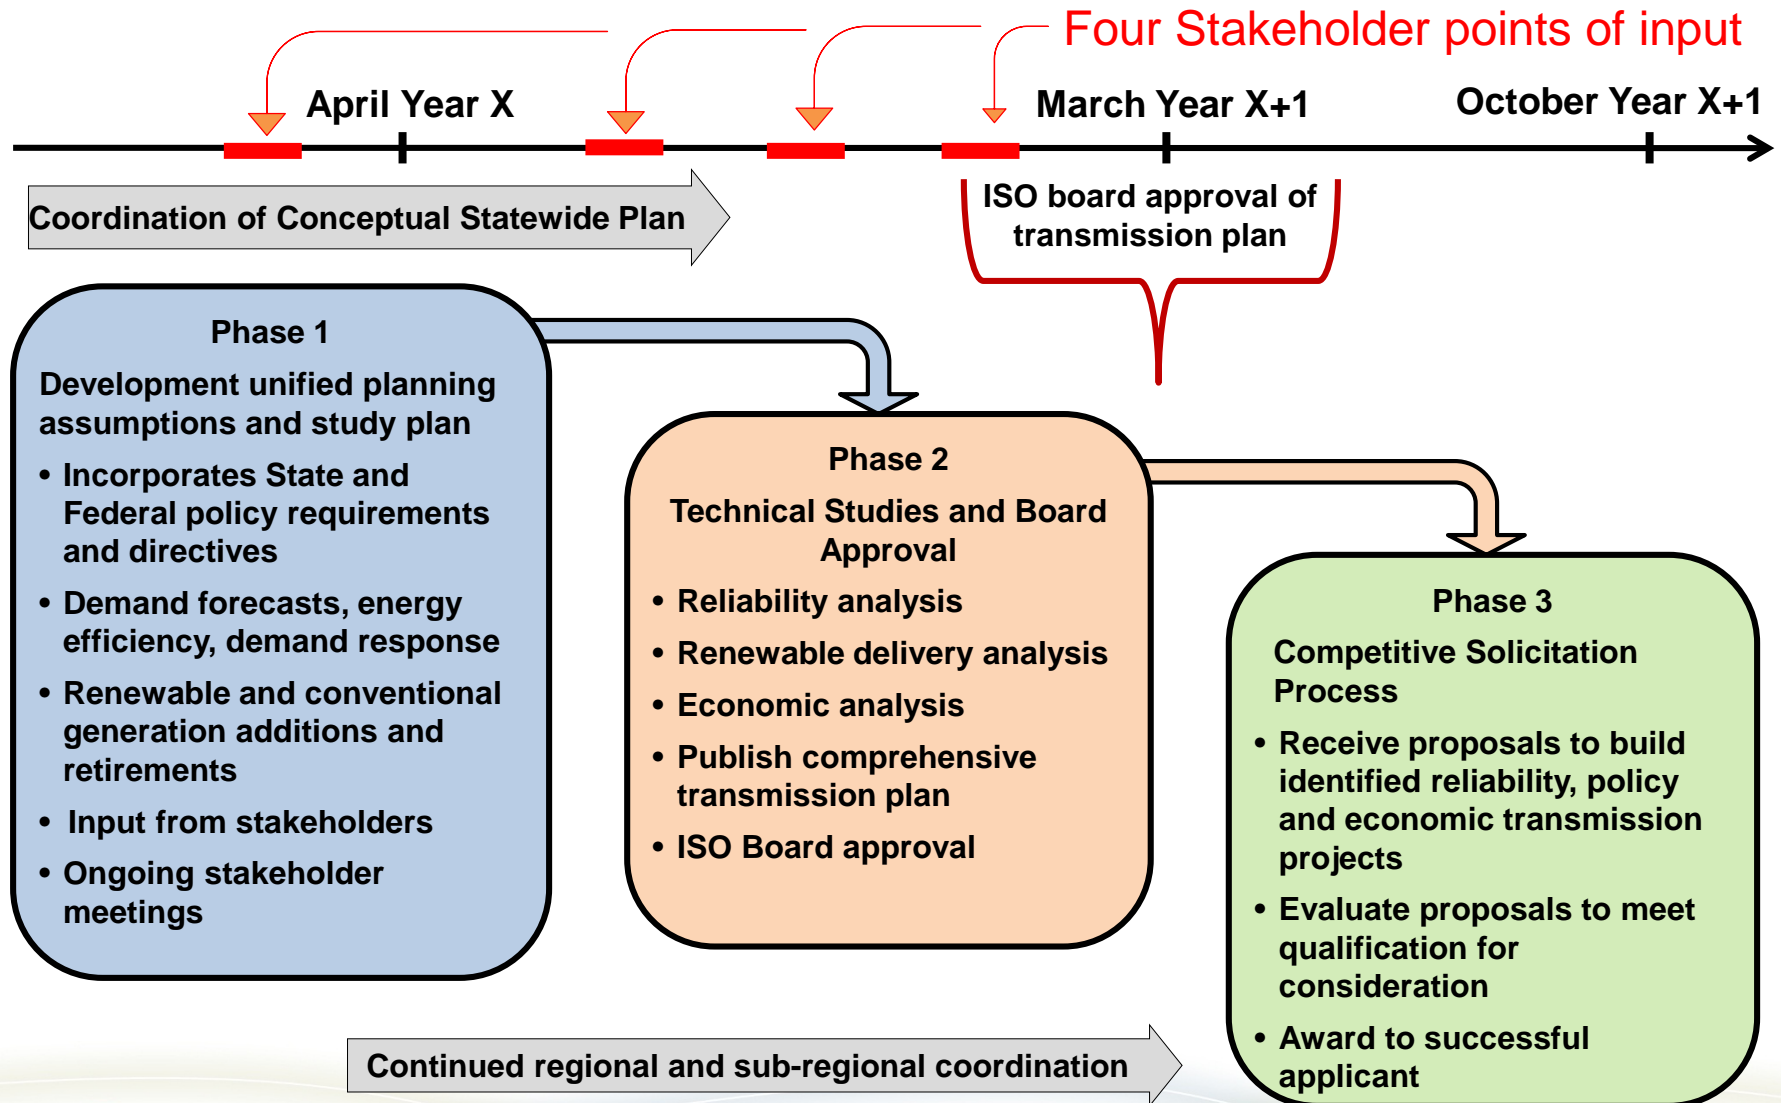 Four Stakeholder points of input
April Year X
March Year X+1
October Year X+1
Coordination of Conceptual Statewide Plan
ISO board approval of
transmission plan
Phase 1
Development unified planning
assumptions and study plan
• Incorporates State and
Federal policy requirements
and directives
• Demand forecasts, energy
efficiency, demand response
• Renewable and conventional
generation additions and
retirements
• Input from stakeholders
• Ongoing stakeholder
meetings
Phase 2
Technical Studies and Board
Approval
• Reliability analysis
• Renewable delivery analysis
• Economic analysis
• Publish comprehensive
transmission plan
• ISO Board approval
Phase 3
Competitive Solicitation
Process
• Receive proposals to build
identified reliability, policy
and economic transmission
projects
• Evaluate proposals to meet
qualification for
consideration
• Award to successful
applicant
Continued regional and sub-regional coordination